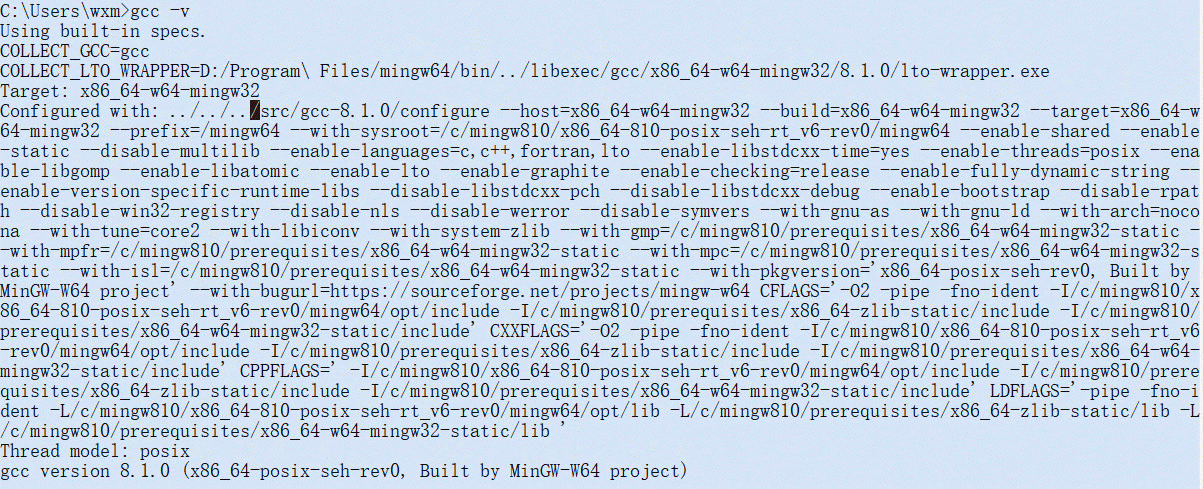 C:\Users\wxm>gcc -v
Using built-in specs.
COLLECT_GCC=gcc
COLLECT_LTO_WRAPPER=D:/Program\ Files/mingw64/bin/../libexec/gcc/x86_64-w64-mingw32/8.1.0/lto-wrapper.exe
Target: x86_64-w64-mingw32
Configured with: ../../../src/gcc-8.1.0/configure --host=x86_64-w64-mingw32 --build=x86_64-w64-mingw32 --target=x86_64-w
64-mingw32 --prefix=/mingw64 --with-sysroot=/c/mingw810/x86_64-810-posix-seh-rt_v6-rev0/mingw64 --enable-shared --enable
-static --disable-multilib --enable-languages=c,c++,fortran,lto --enable-libstdcxx-time=yes --enable-threads=posix --ena
ble-libgomp --enable-libatomic --enable-lto --enable-graphite --enable-checking=release --enable-fully-dynamic-string --
enable-version-specific-runtime-libs --disable-libstdcxx-pch --disable-libstdcxx-debug --enable-bootstrap --disable-rpat
h --disable-win32-registry --disable-nls --disable-werror --disable-symvers --with-gnu-as --with-gnu-ld --with-arch=noco
na --with-tune=core2 --with-libiconv --with-system-zlib --with-gmp=/c/mingw810/prerequisites/x86_64-w64-mingw32-static -
-with-mpfr=/c/mingw810/prerequisites/x86_64-w64-mingw32-static --with-mpc=/c/mingw810/prerequisites/x86_64-w64-mingw32-s
tatic --with-isl=/c/mingw810/prerequisites/x86_64-w64-mingw32-static --with-pkgversion='x86_64-posix-seh-rev0, Built by
MinGW-W64 project' --with-bugurl=https://sourceforge.net/projects/mingw-w64 CFLAGS='-O2 -pipe -fno-ident -I/c/mingw810/x
86_64-810-posix-seh-rt_v6-rev0/mingw64/opt/include -I/c/mingw810/prerequisites/x86_64-zlib-static/include -I/c/mingw810/
prerequisites/x86_64-w64-mingw32-static/include' CXXFLAGS='-O2 -pipe -fno-ident -I/c/mingw810/x86_64-810-posix-seh-rt_v6
-rev0/mingw64/opt/include -I/c/mingw810/prerequisites/x86_64-zlib-static/include -I/c/mingw810/prerequisites/x86_64-w64-
mingw32-static/include' CPPFLAGS=' -I/c/mingw810/x86_64-810-posix-seh-rt_v6-rev0/mingw64/opt/include -I/c/mingw810/prere
quisites/x86_64-zlib-static/include -I/c/mingw810/prerequisites/x86_64-w64-mingw32-static/include' LDFLAGS='-pipe -fno-i
dent -L/c/mingw810/x86_64-810-posix-seh-rt_v6-rev0/mingw64/opt/lib -L/c/mingw810/prerequisites/x86_64-zlib-static/lib -L
/c/mingw810/prerequisites/x86_64-w64-mingw32-static/lib '
Thread model: posix
gcc version 8.1.0 (x86_64-posix-seh-rev0, Built by MinGW-W64 project)